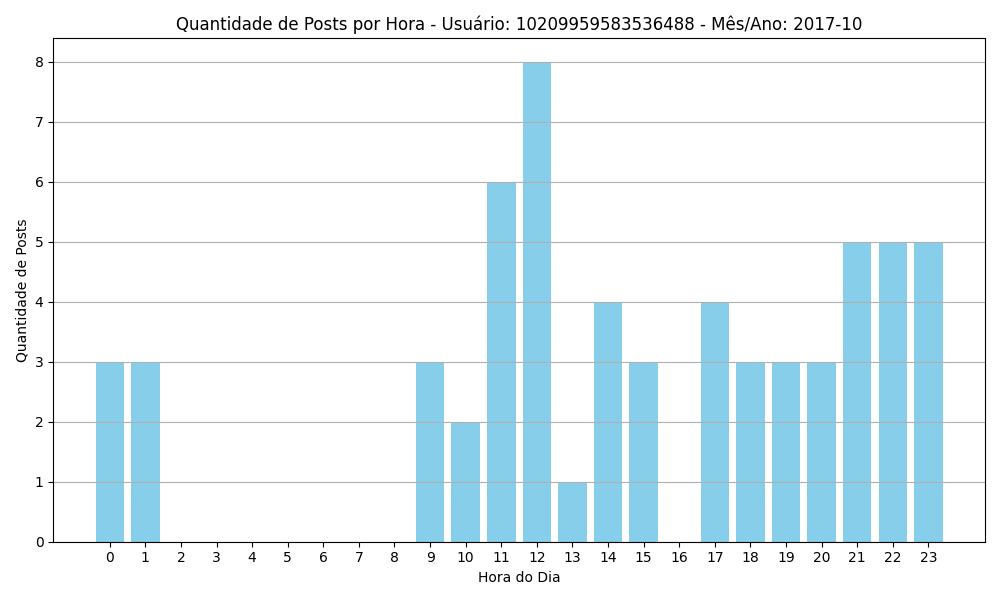 Quantidade de Posts por Hora - Usuário: 10209959583536488 - Mês/Ano: 2017-10
Quantidade de Posts
8
7
6
5
4
3
2
1
0
0 1 2 3 4 5 6 7 8 9 10 11 12 13 14 15 16 17 18 19 20 21 22 23
Hora do Dia